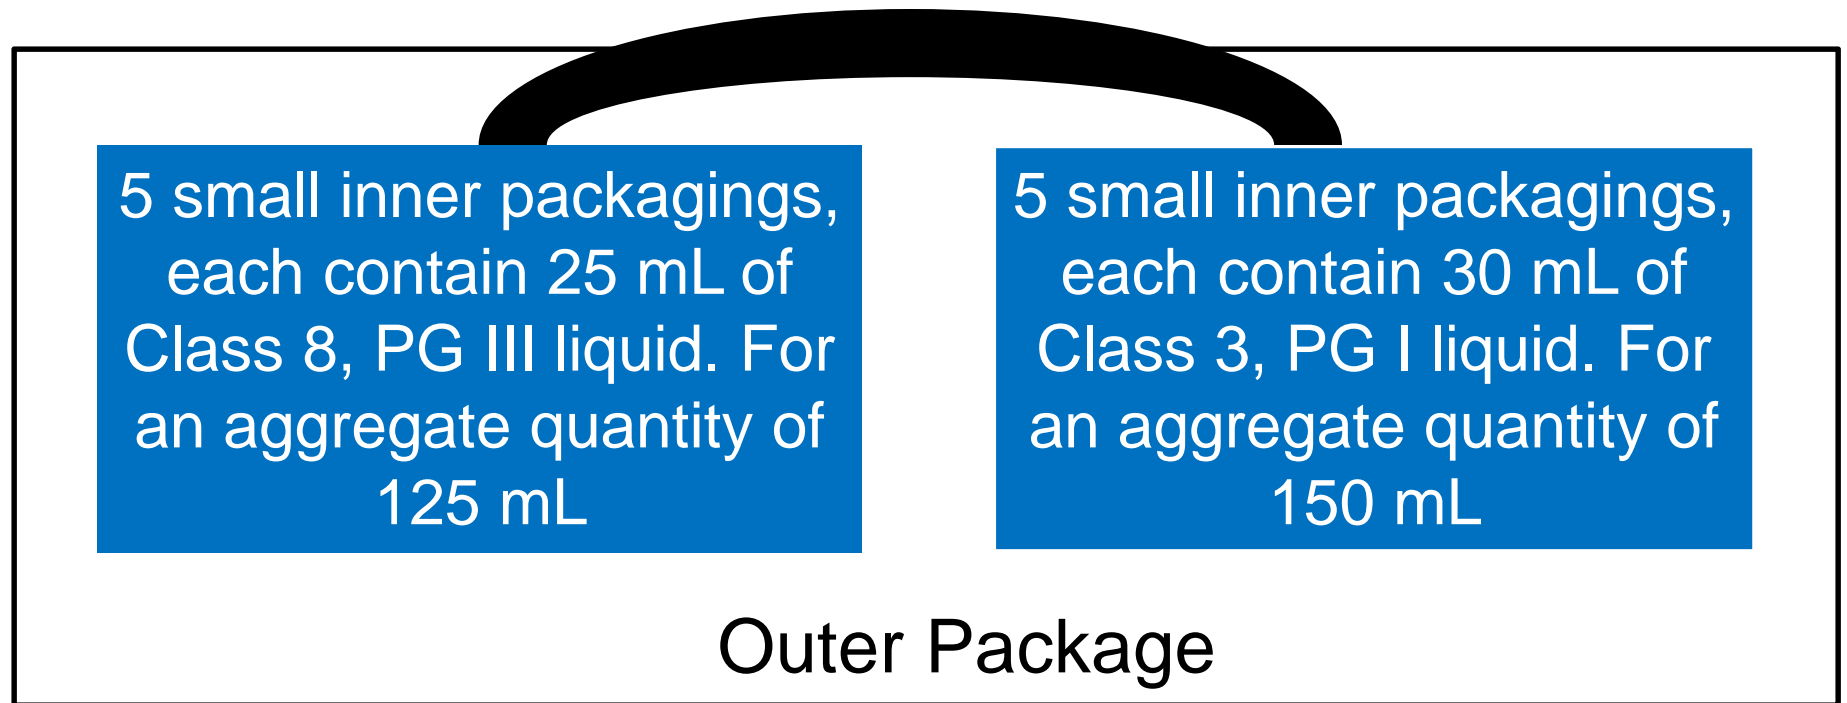 5 small inner packagings,
each contain 25 mL of
Class 8, PG III liquid. For
an aggregate quantity of
125 mL
5 small inner packagings,
each contain 30 mL of
Class 3, PG I liquid. For
an aggregate quantity of
150 mL
Outer Package